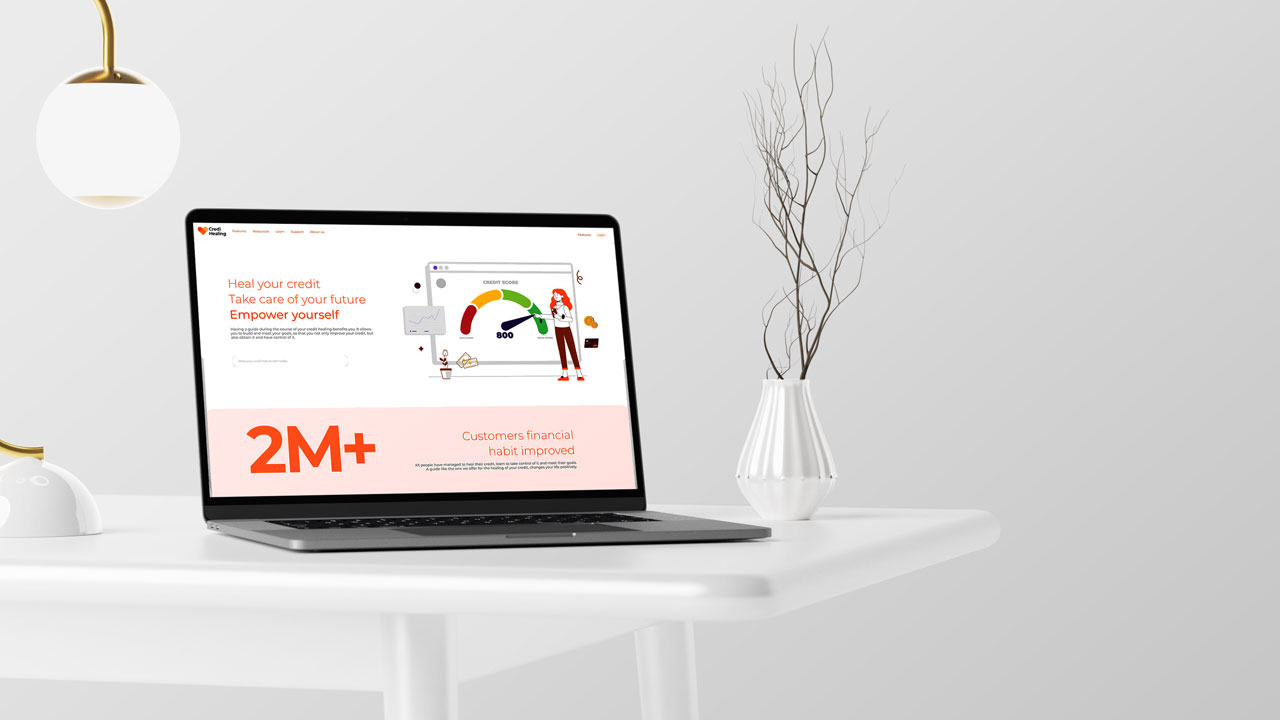 Credi
Healing
Features
Resources
Learn
Support
About us
Features
Login
Heal your credit
Take care of your future
Empower yourself
Having a guide during the course of your credit healing benefits you. It allows
you to build and meet your goals, so that you not only improve your credit, but
also obtain it and have control of it.
CREDIT SCORE
800
2M+
Customers financial
habit improved
XX people have managed to heal their credit, learn to take control of it and meet their goals.
A guide like the one we offer for the healing of your credit, changes your life positively.